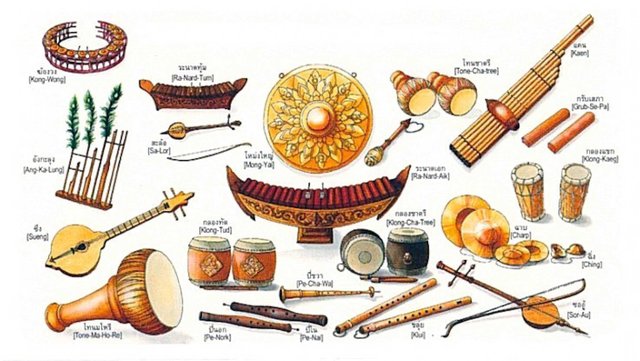 ฆ้องวง
[Kong-Wong]
ระนาดทุ้ม
[Ra-Nard-Tum]
โทนชาตรี
[Tone-Cha-tree]
แคน
[Kaen]
กรับเสภา
[Grub-Se-Pa]
สะล้อ
[Sa-Lor]
อังกะลุง
[Ang-Ka-Lung]
โหม่งใหญ่
[Mong-Yai]
ระนาดเอก
[Ra-Nard-Aik]
กลองแขก
[Klong-Kaeg]
ซึง
[Sueng]
กลองทัด
[Klong-Tud]
กลองชาตรี
[Klong-Cha-Tree]
ฉาบ
[Charp]
ฉิ่ง
[Ching]
ปี่ชวา
[Pe-Cha-Wa]
ซออู้
[Sor-Au]
โทนมโหรี
[Tone-Ma-Ho-Re]
ปี่นอก
[Pe-Nork]
ปี่ใน
[Pe-Nai]
ขลุย
[Klui]